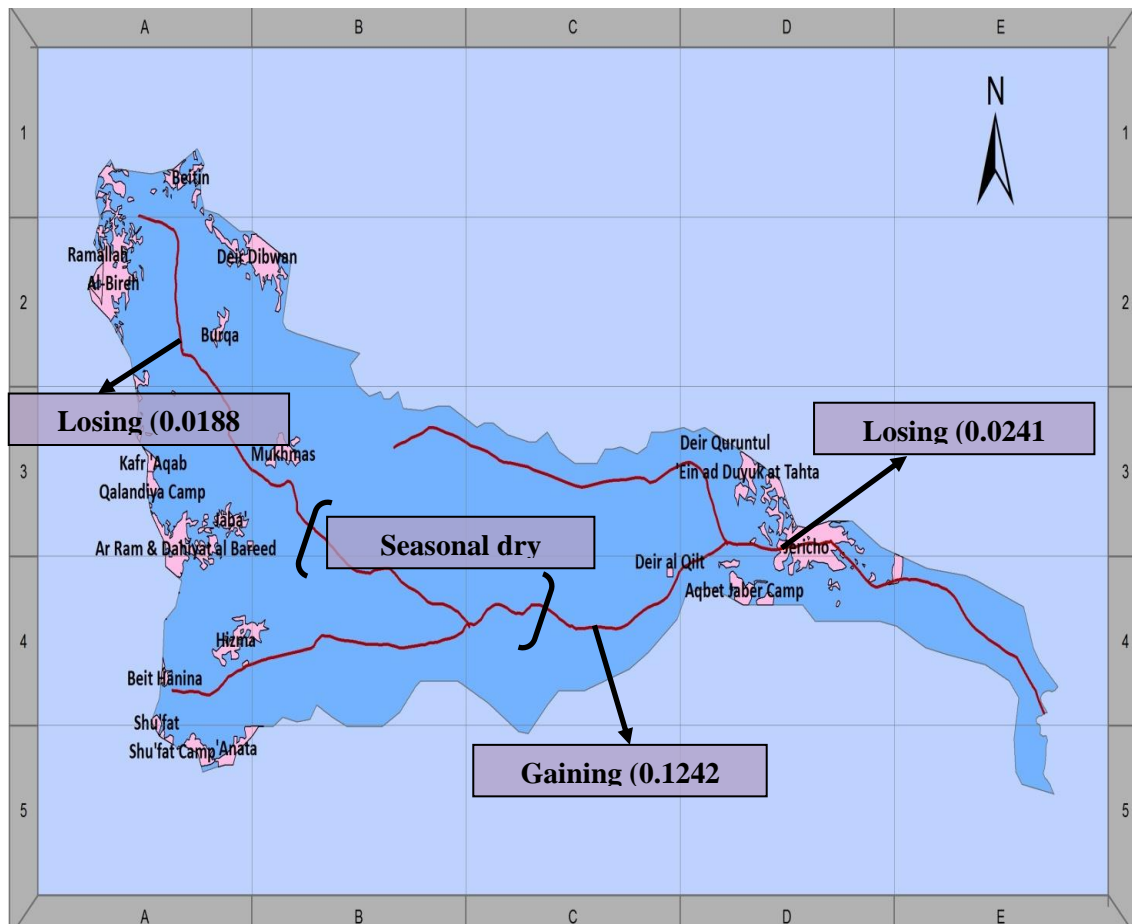 A B C D E
N
1 1
Beitin
Ramallah
Deir Dibwan
Al-Bireh
2 2
Burqa
Losing (0.0188
Losing (0.0241
Deir Quruntul
Mukhmas
Kafr 'Aqab
'Ein ad Duyuk at Tahta
3 3
Qalandiya Camp
Jaba'
Ar Ram & Dahiyat al Bareed
Seasonal dry
Jericho
Deir al Qilt
Aqbet Jaber Camp
Hizma
4 4
Beit Hanina
Shu'fat
Shu'fat Camp
'Anata
Gaining (0.1242
5 5
A B C D E